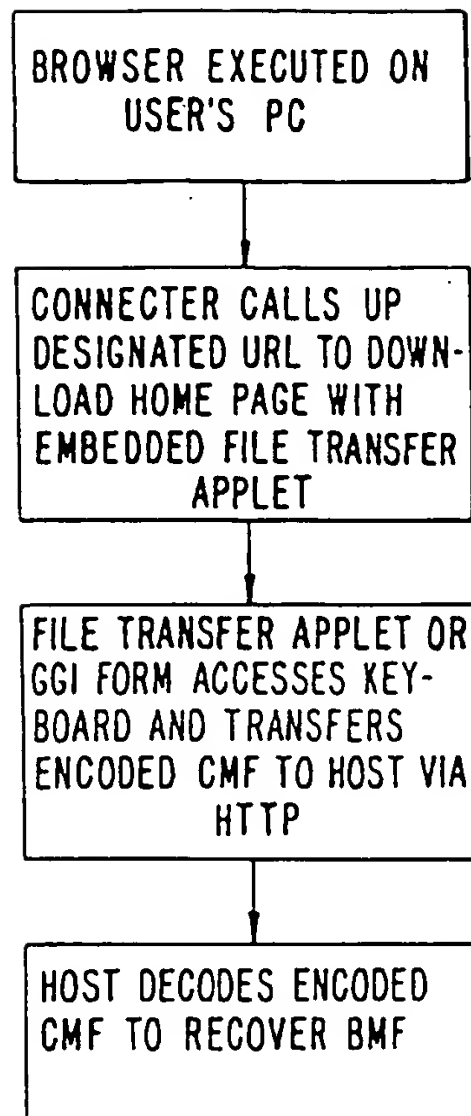 BROWSER EXECUTED ON
USER'S PC
CONNECTER CALLS UP
DESIGNATED URL TO DOWN-
LOAD HOME PAGE WITH
EMBEDDED FILE TRANSFER
APPLET
FILE TRANSFER APPLET OR
GGI FORM ACCESSES KEY-
BOARD AND TRANSFERS
ENCODED CMF TO HOST VIA
HTTP
HOST DECODES ENCODED
CMF TO RECOVER BMF